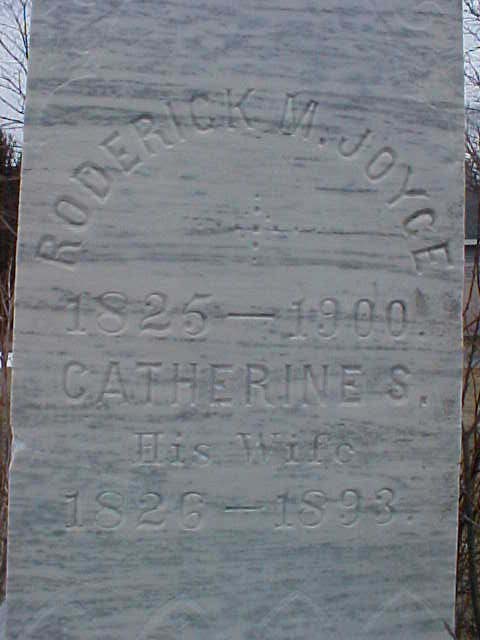 RODERICK M. JOYCE
1825 — 1900.
CATHERINE S.
His Wife
1826 — 1893.